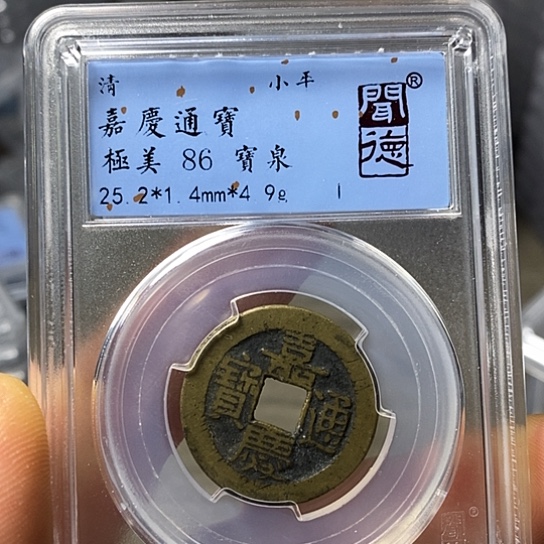 清 小平
嘉慶通寶
極美 86 寶泉
25.2*1.4mm*4.9g
聞德®
嘉慶通寶